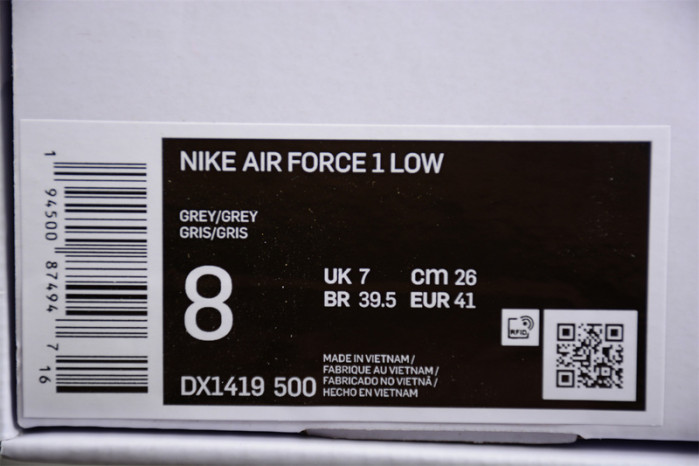 NIKE AIR FORCE 1 LOW
GREY/GREY
GRIS/GRIS
8
UK 7 cm 26
BR 39.5 EUR 41
RFID
DX1419 500
MADE IN VIETNAM/
FABRIQUE AU VIETNAM/
FABRICADO NO VIETNÃ/
HECHO EN VIETNAM
1 94500 87494 7 16